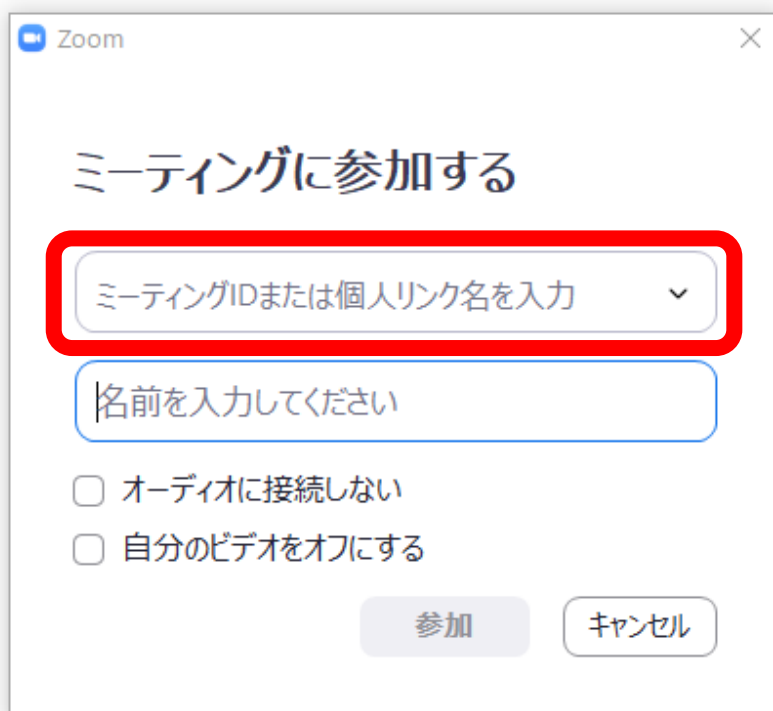 Zoom
ミーティングに参加する
ミーティングIDまたは個人リンク名を入力
名前を入力してください
オーディオに接続しない
自分のビデオをオフにする
参加
キャンセル